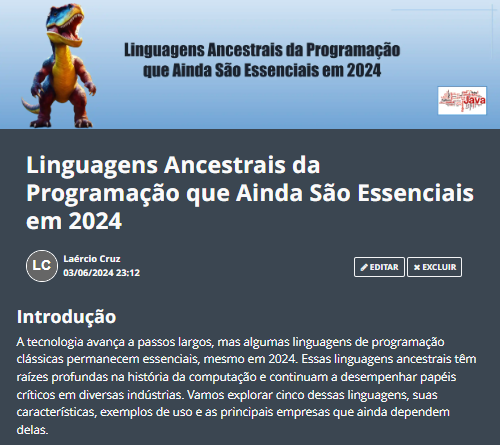 Linguagens Ancestrais da Programação
que Ainda São Essenciais em 2024
Java
Linguagens Ancestrais da
Programação que Ainda São Essenciais
em 2024
LC
Laércio Cruz
03/06/2024 23:12
EDITAR
EXCLUIR
Introdução
A tecnologia avança a passos largos, mas algumas linguagens de programação
clássicas permanecem essenciais, mesmo em 2024. Essas linguagens ancestrais têm
raízes profundas na história da computação e continuam a desempenhar papéis
críticos em diversas indústrias. Vamos explorar cinco dessas linguagens, suas
características, exemplos de uso e as principais empresas que ainda dependem
delas.